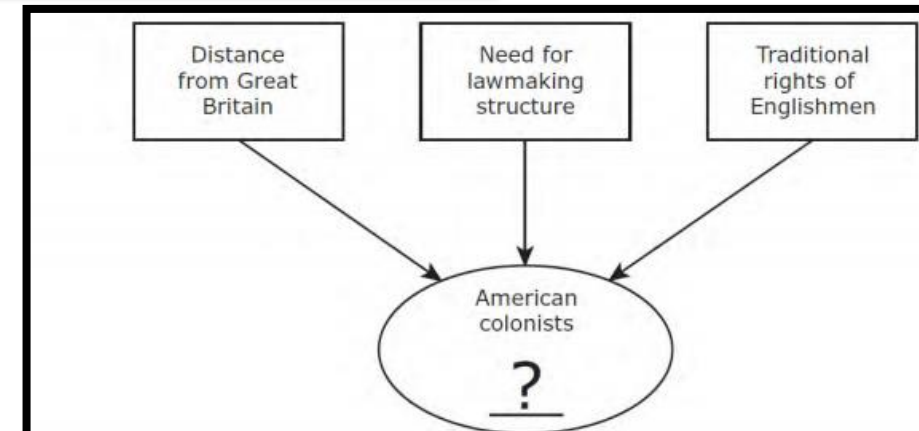 Distance
from Great
Britain
Need for
lawmaking
structure
Traditional
rights of
Englishmen
American
colonists
?